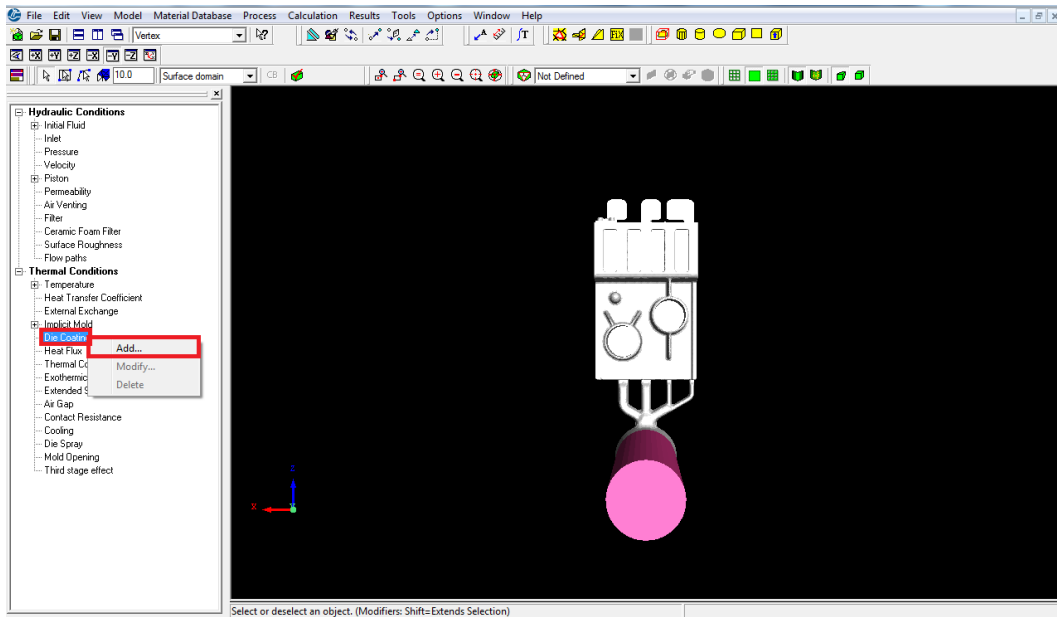 File Edit View Model Material Database Process Calculation Results Tools Options Window Help
Vertex
10.0 Surface domain CB Not Defined
Hydraulic Conditions
Initial Fluid
Inlet
Pressure
Velocity
Piston
Permeability
Air Venting
Filter
Ceramic Foam Filter
Surface Roughness
Flow paths
Thermal Conditions
Temperature
Heat Transfer Coefficient
External Exchange
Implicit Mold
Die Coatin
Add...
Heat Flux
Modify...
Thermal Co
Exothermic
Delete
Extended S
Air Gap
Contact Resistance
Cooling
Die Spray
Mold Opening
Third stage effect
X
Select or deselect an object. (Modifiers: Shift=Extends Selection)